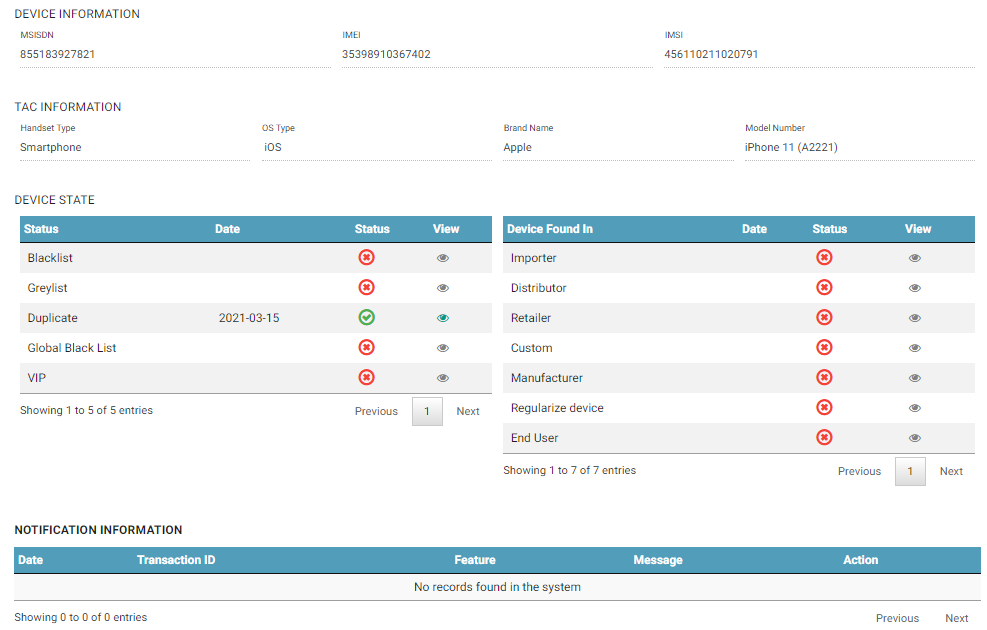 DEVICE INFORMATION
MSISDN IMEI IMSI
855183927821 35398910367402 456110211020791
TAC INFORMATION
Handset Type OS Type Brand Name Model Number
Smartphone iOS Apple iPhone 11 (A2221)
DEVICE STATE
Status Date Status View
Blacklist
Greylist
Duplicate 2021-03-15
Global Black List
VIP
Showing 1 to 5 of 5 entries Previous 1 Next
Device Found In Date Status View
Importer
Distributor
Retailer
Custom
Manufacturer
Regularize device
End User
Showing 1 to 7 of 7 entries Previous 1 Next
NOTIFICATION INFORMATION
Date Transaction ID Feature Message Action
No records found in the system
Showing 0 to 0 of 0 entries Previous Next